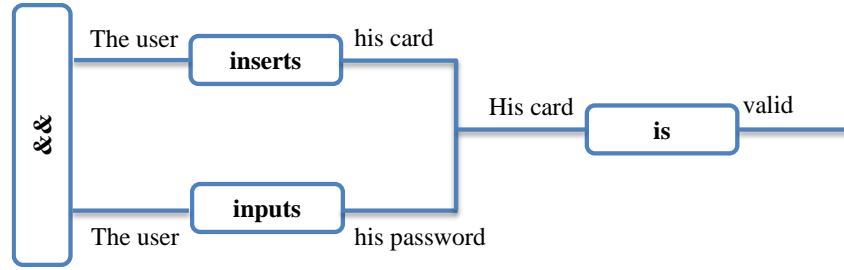 &&
The user
inserts
his card
The user
inputs
his password
His card
is
valid